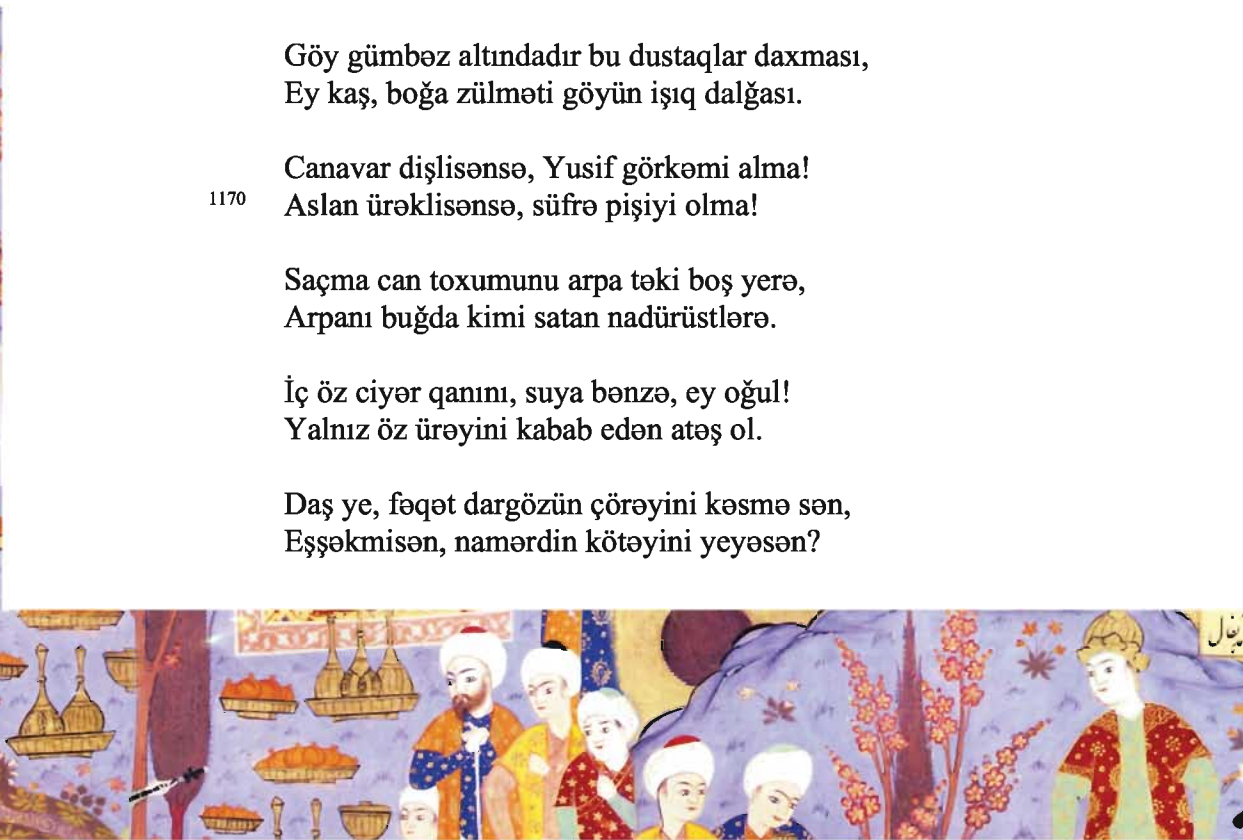 Göy gümbəz altındadır bu dustaqlar daxması,
Ey kaş, boğa zülməti göyün işıq dalğası.
Canavar dişlisənsə, Yusif görkəmi alma!
1170 Aslan ürəklisənsə, süfrə pişiyi olma!
Saçma can toxumunu arpa təki boş yerə,
Arpanı buğda kimi satan nadürüstlərə.
İç öz ciyər qanını, suya bənzə, ey oğul!
Yalnız öz ürəyini kabab edən atəş ol.
Daş ye, fəqət dargözün çörəyini kəsmə sən,
Eşşəkmisən, namərdin kötəyini yeyəsən?